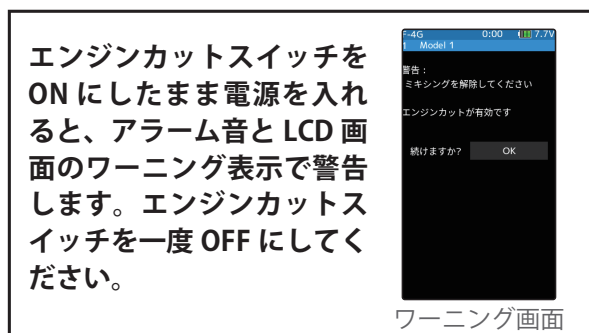 エンジンカットスイッチを
ON にしたまま電源を入れ
ると、アラーム音と LCD 画
面のワーニング表示で警告
します。エンジンカットス
イッチを一度 OFF にしてく
ださい。
F-4G 0:00 7.7V
1 Model 1
警告：
ミキシングを解除してください
エンジンカットが有効です
続けますか? OK
ワーニング画面